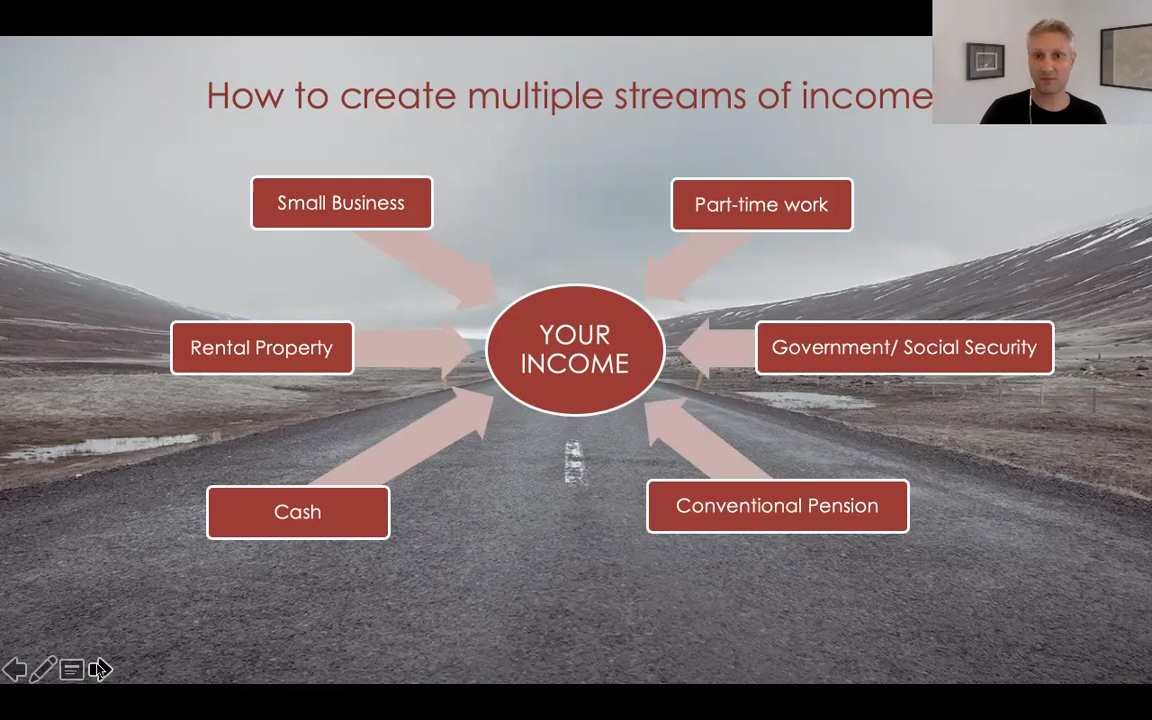 How to create multiple streams of income
Small Business
Part-time work
YOUR
INCOME
Rental Property
Government/ Social Security
Cash
Conventional Pension